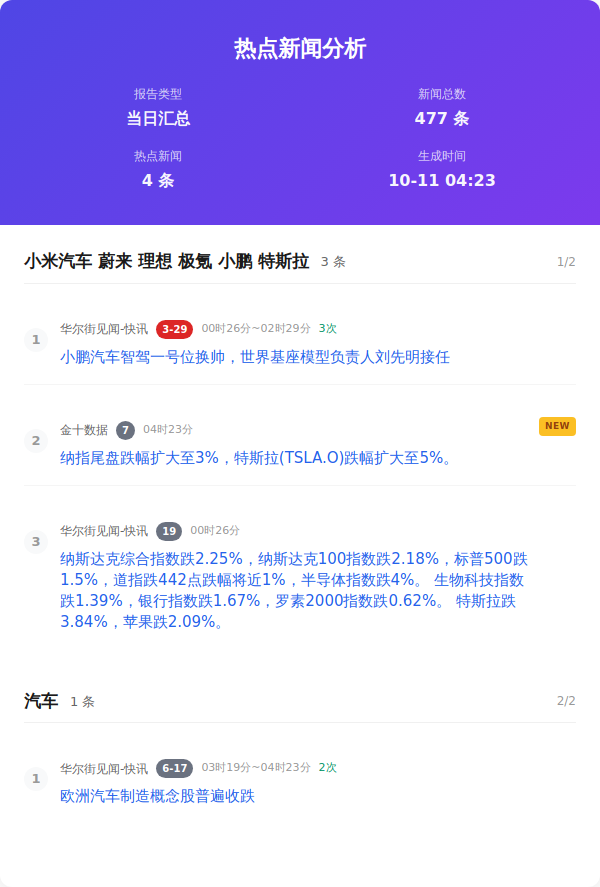 热点新闻分析
报告类型
新闻总数
当日汇总
477 条
热点新闻
生成时间
4 条
10-11 04:23
小米汽车 蔚来 理想 极氪 小鹏 特斯拉 3 条 1/2
1
华尔街见闻-快讯 3-29 00时26分~02时29分 3次
小鹏汽车智驾一号位换帅，世界基座模型负责人刘先明接任
2
金十数据 7 04时23分 NEW
纳指尾盘跌幅扩大至3%，特斯拉(TSLA.O)跌幅扩大至5%。
3
华尔街见闻-快讯 19 00时26分
纳斯达克综合指数跌2.25%，纳斯达克100指数跌2.18%，标普500跌
1.5%，道指跌442点跌幅将近1%，半导体指数跌4%。 生物科技指数
跌1.39%，银行指数跌1.67%，罗素2000指数跌0.62%。 特斯拉跌
3.84%，苹果跌2.09%。
汽车 1 条 2/2
1
华尔街见闻-快讯 6-17 03时19分~04时23分 2次
欧洲汽车制造概念股普遍收跌